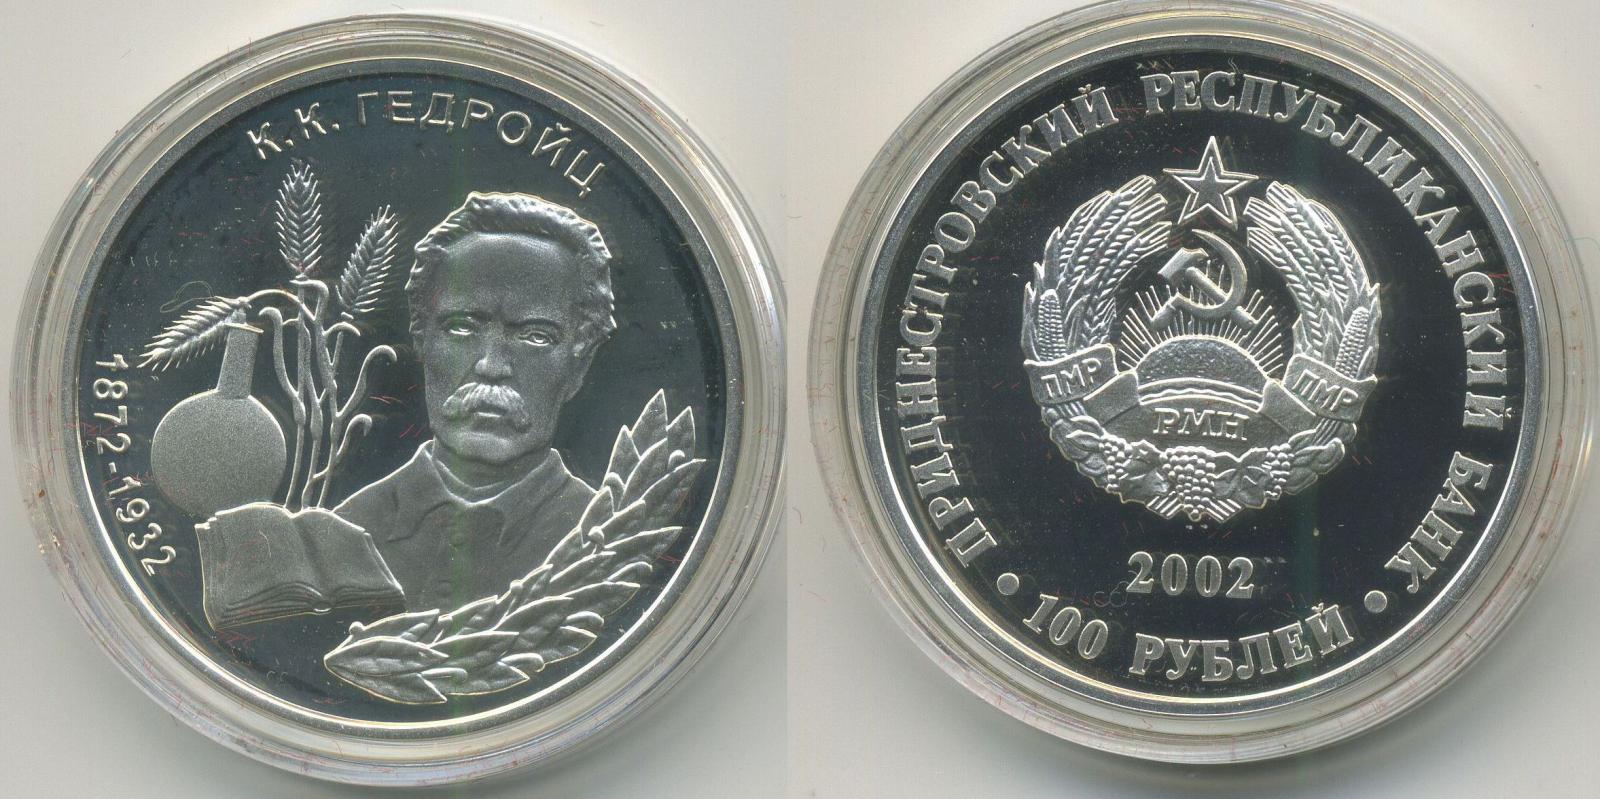 К.К. ГЕДРОЙЦ
1872-1932
ПРИДНЕСТРОВСКИЙ РЕСПУБЛИКАНСКИЙ БАНК
ПМР
РМН
ПМР
2002
• 100 РУБЛЕЙ •